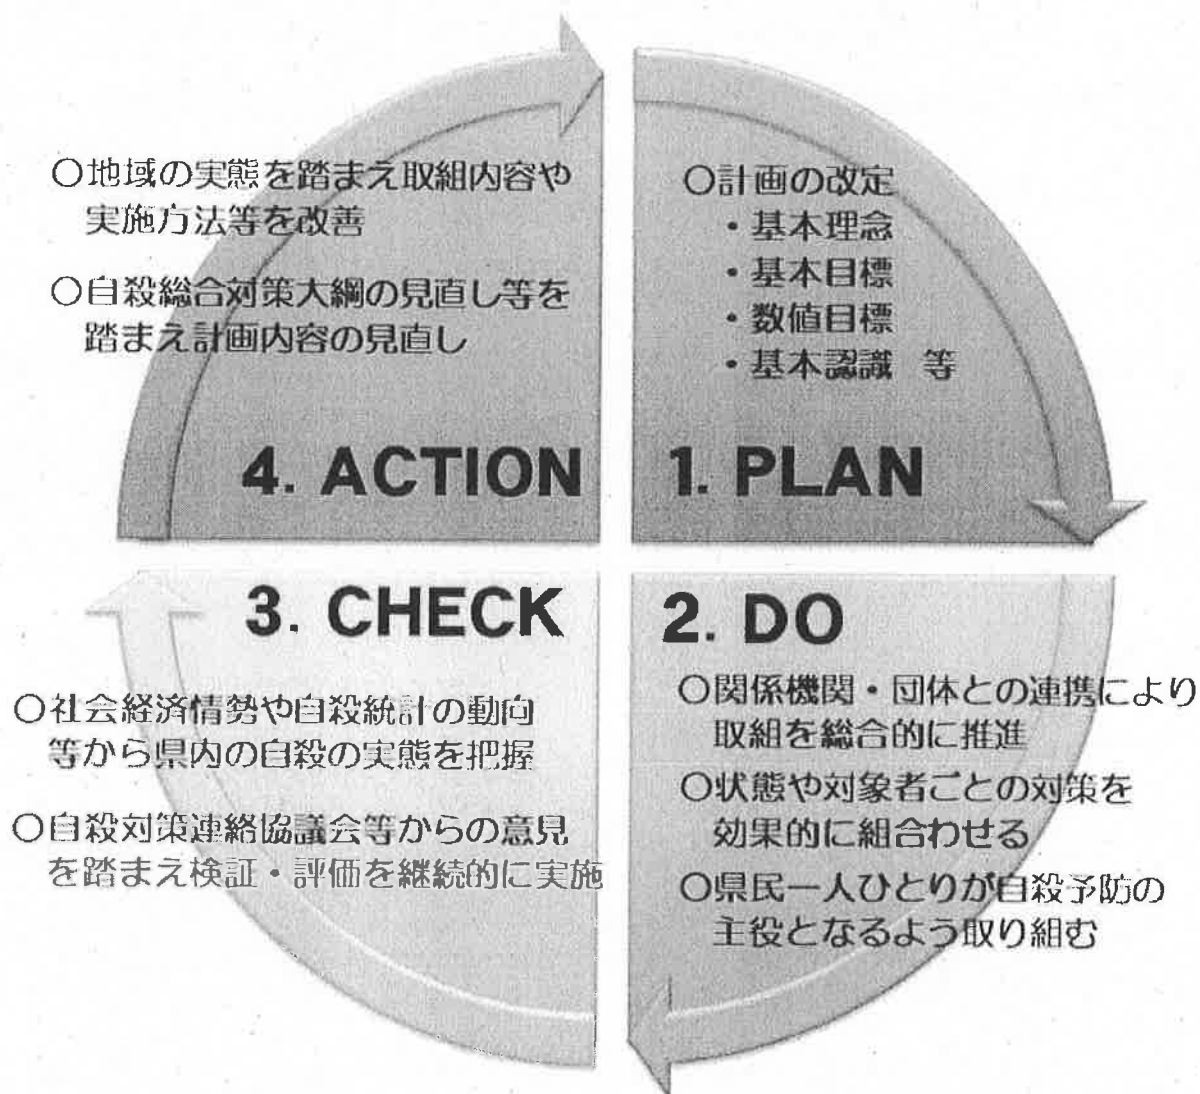 ○地域の実態を踏まえ取組内容や
実施方法等を改善
○自殺総合対策大綱の見直し等を
踏まえ計画内容の見直し
4. ACTION
○計画の改定
・基本理念
・基本目標
・数値目標
・基本認識 等
1. PLAN
3. CHECK
○社会経済情勢や自殺統計の動向
等から県内の自殺の実態を把握
○自殺対策連絡協議会等からの意見
を踏まえ検証・評価を継続的に実施
2. DO
○関係機関・団体との連携により
取組を総合的に推進
○状態や対象者ごとの対策を
効果的に組合わせる
○県民一人ひとりが自殺予防の
主役となるよう取り組む